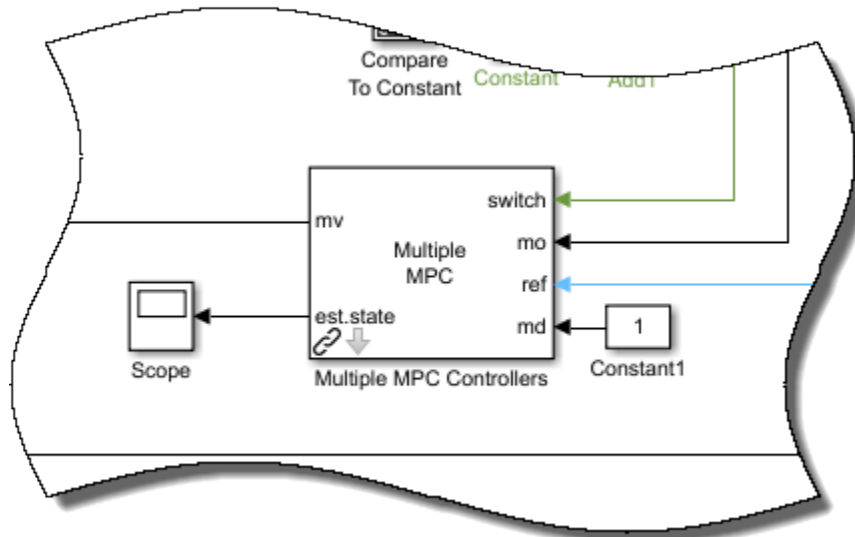 Compare
To Constant
Constant
Add1
switch
mv
mo
Multiple
MPC
ref
est.state
md
1
Scope
Multiple MPC Controllers
Constant1